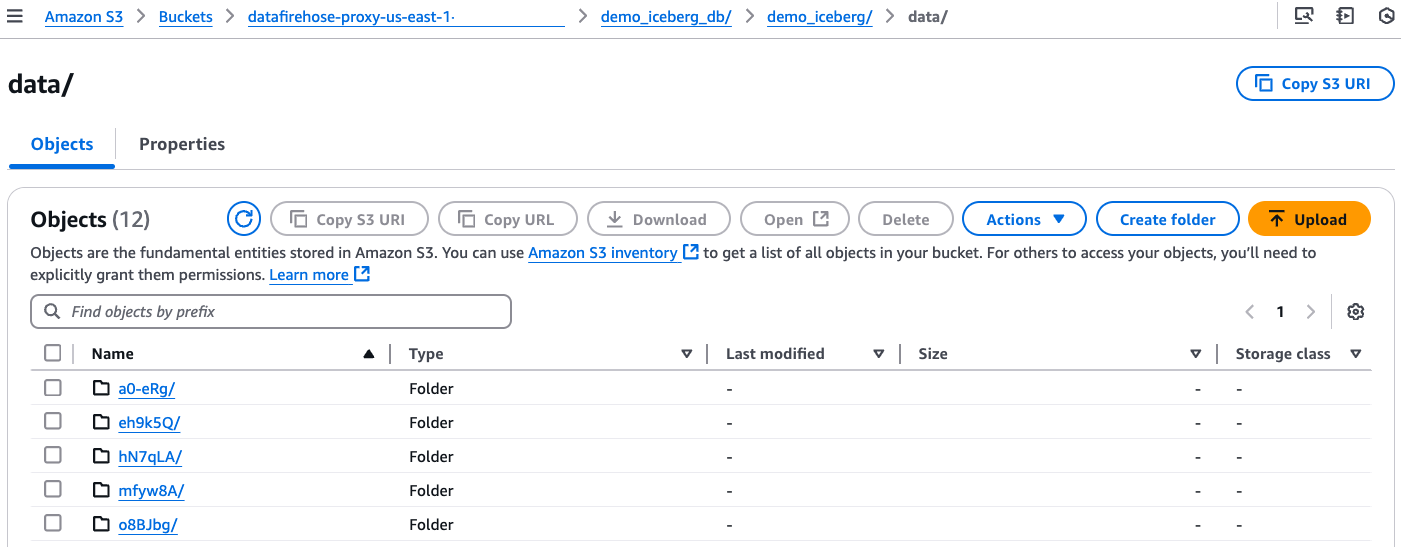 Amazon S3 > Buckets > datafirehose-proxy-us-east-1- > demo_iceberg_db/ > demo_iceberg/ > data/
data/
Copy S3 URI
Objects Properties
Objects (12) Copy S3 URI Copy URL Download Open Delete Actions Create folder Upload
Objects are the fundamental entities stored in Amazon S3. You can use Amazon S3 inventory to get a list of all objects in your bucket. For others to access your objects, you'll need to
explicitly grant them permissions. Learn more
Find objects by prefix
1
Name Type Last modified Size Storage class
a0-eRg/ Folder - - -
eh9k5Q/ Folder - - -
hN7qLA/ Folder - - -
mfyw8A/ Folder - - -
o8BJbg/ Folder - - -